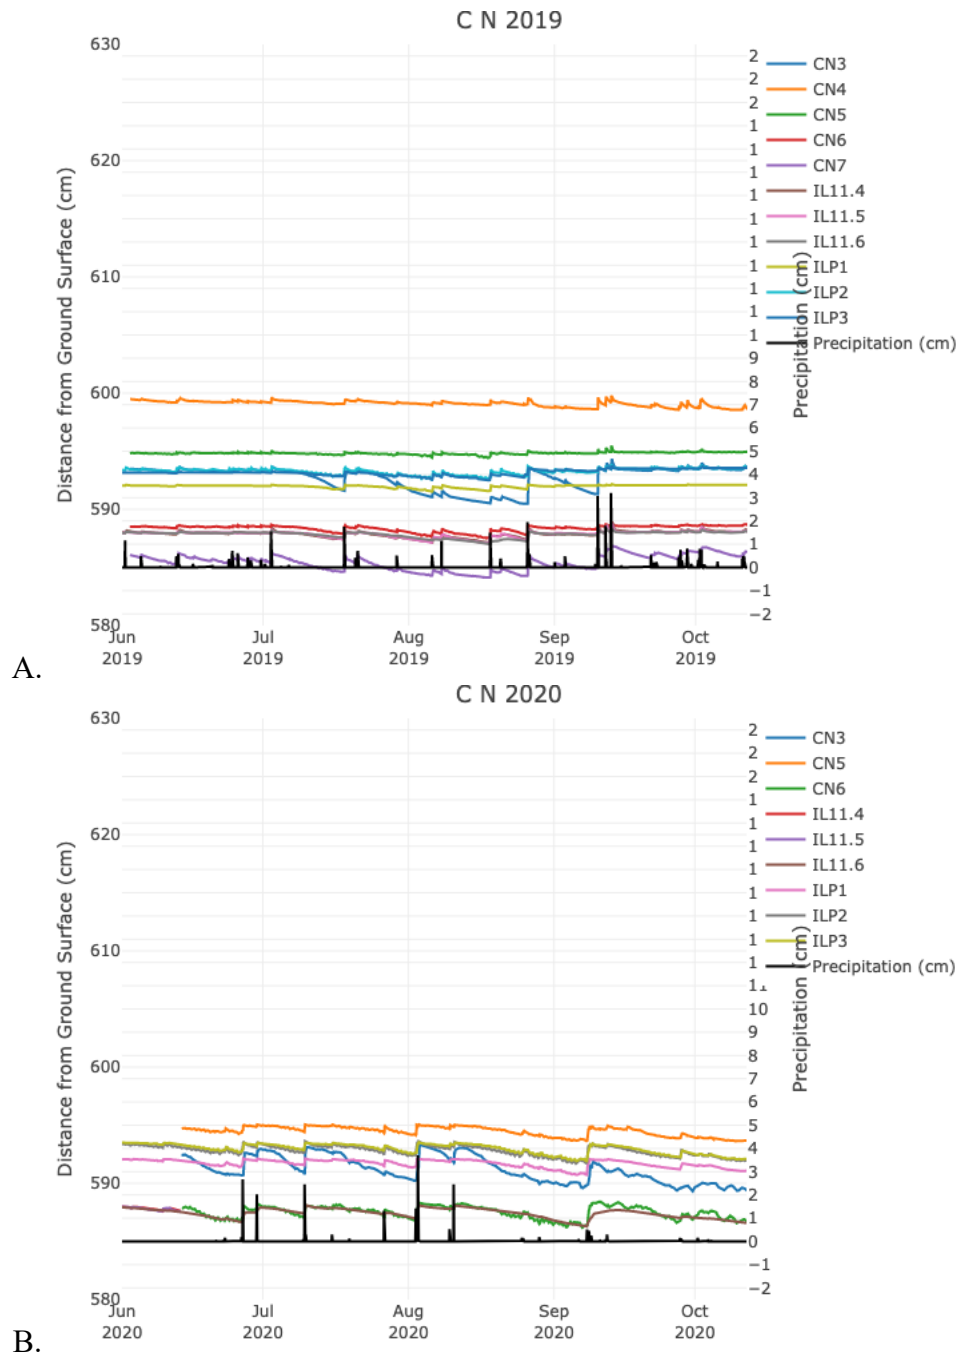 C N 2019
630
620
610
600
590
580
Distance from Ground Surface (cm)
2
2
2
1
1
1
1
1
1
1
1
1
1
9
8
7
6
5
4
3
2
1
0
−1
−2
Precipitation (cm)
CN3
CN4
CN5
CN6
CN7
IL11.4
IL11.5
IL11.6
ILP1
ILP2
ILP3
Precipitation (cm)
Jun Jul Aug Sep Oct
2019 2019 2019 2019 2019
A.
C N 2020
630
620
610
600
590
580
Distance from Ground Surface (cm)
2
2
2
1
1
1
1
1
1
1
1
11
10
9
8
7
6
5
4
3
2
1
0
−1
−2
Precipitation (cm)
CN3
CN5
CN6
IL11.4
IL11.5
IL11.6
ILP1
ILP2
ILP3
Precipitation (cm)
Jun Jul Aug Sep Oct
2020 2020 2020 2020 2020
B.